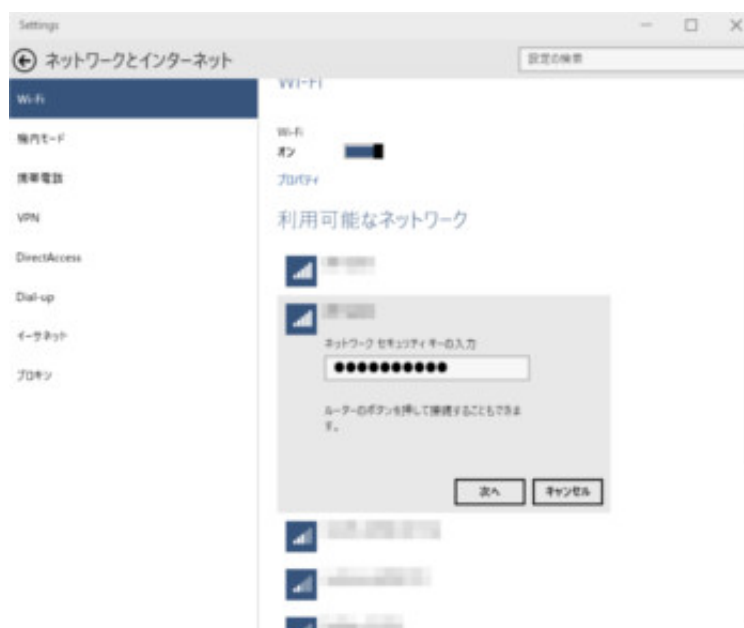 Settings
ネットワークとインターネット
設定の検索
Wi-Fi
機内モード
携帯電話
VPN
DirectAccess
Dial-up
イーサネット
プロキシ
Wi-Fi
Wi-Fi
オン
プロパティ
利用可能なネットワーク
ネットワーク セキュリティ キーの入力
●●●●●●●●●●
ルーターのボタンを押して接続することもできま
す。
次へ
キャンセル